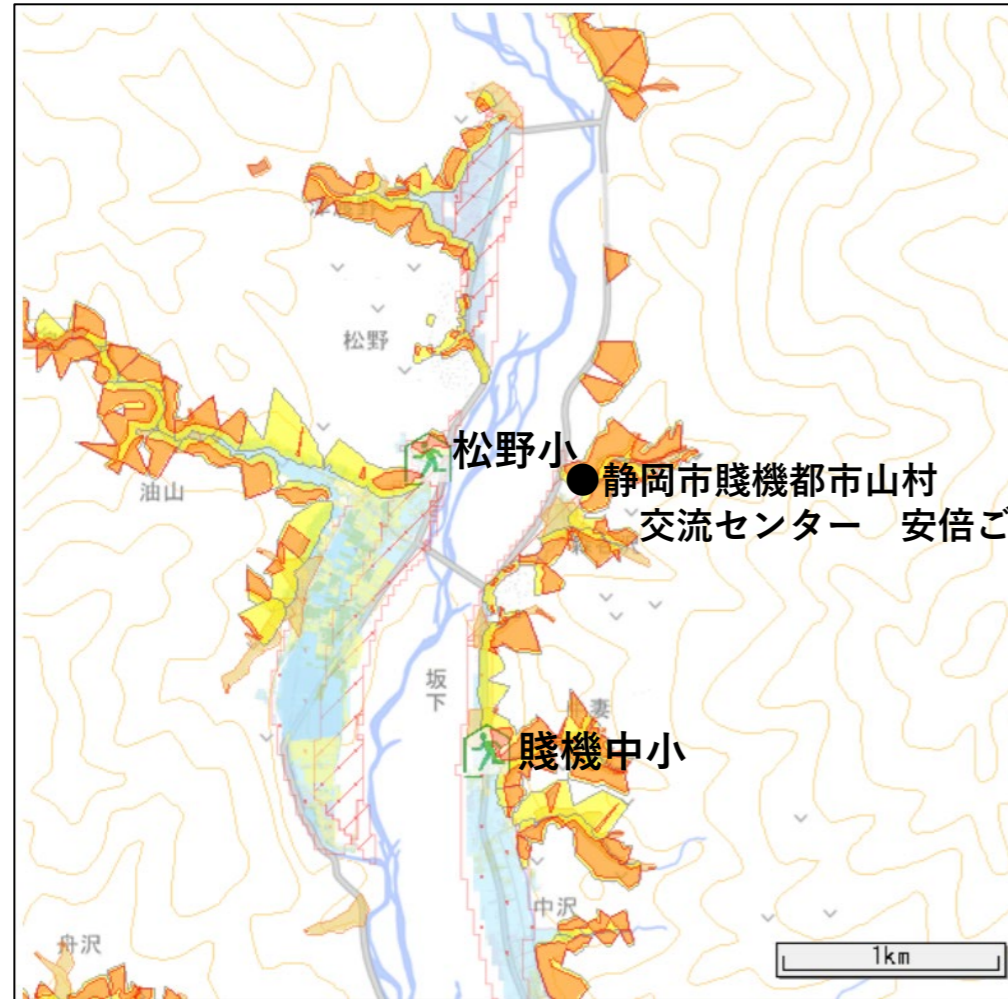 松野
松野小
●静岡市賤機都市山村
交流センター 安倍ご
油山
坂下
妻
賤機中小
中沢
舟沢
1km